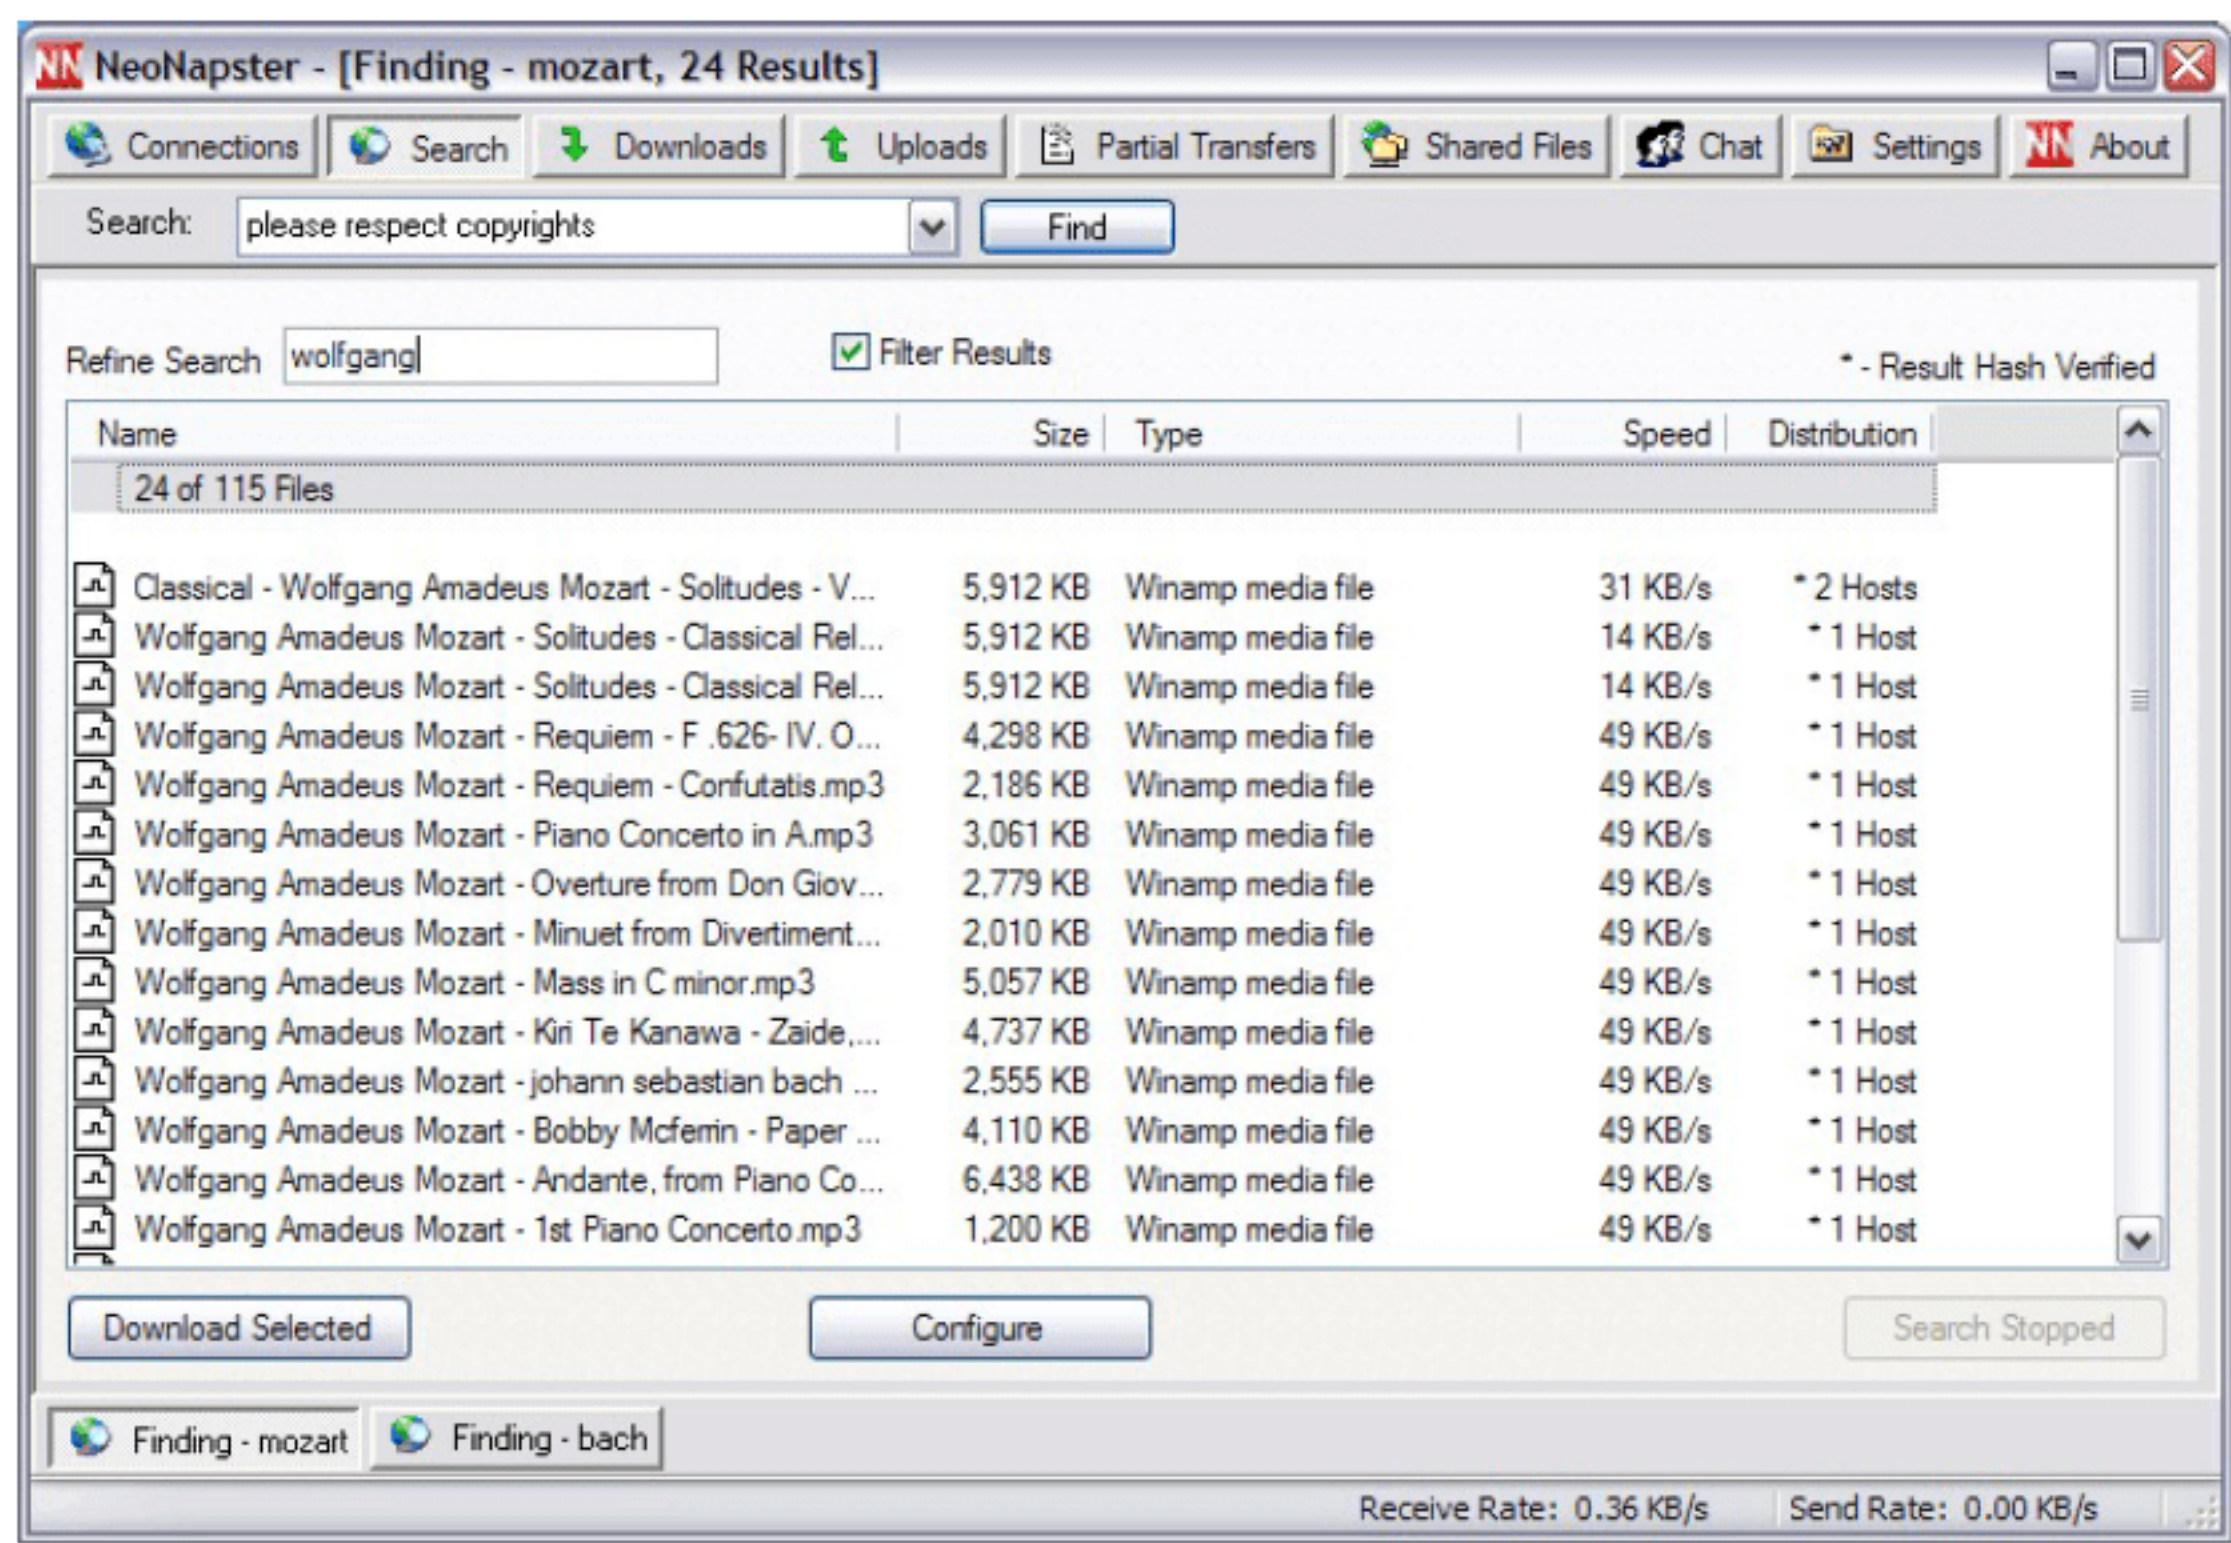 NN NeoNapster - [Finding - mozart, 24 Results]
Connections Search Downloads Uploads Partial Transfers Shared Files Chat Settings NN About
Search: please respect copyrights Find
Refine Search wolfgang Filter Results * - Result Hash Verified
Name Size Type Speed Distribution
24 of 115 Files
Classical - Wolfgang Amadeus Mozart - Solitudes - V... 5,912 KB Winamp media file 31 KB/s * 2 Hosts
Wolfgang Amadeus Mozart - Solitudes - Classical Rel... 5,912 KB Winamp media file 14 KB/s * 1 Host
Wolfgang Amadeus Mozart - Solitudes - Classical Rel... 5,912 KB Winamp media file 14 KB/s * 1 Host
Wolfgang Amadeus Mozart - Requiem - F .626- IV. O... 4,298 KB Winamp media file 49 KB/s * 1 Host
Wolfgang Amadeus Mozart - Requiem - Confutatis.mp3 2,186 KB Winamp media file 49 KB/s * 1 Host
Wolfgang Amadeus Mozart - Piano Concerto in A.mp3 3,061 KB Winamp media file 49 KB/s * 1 Host
Wolfgang Amadeus Mozart - Overture from Don Giov... 2,779 KB Winamp media file 49 KB/s * 1 Host
Wolfgang Amadeus Mozart - Minuet from Divertiment... 2,010 KB Winamp media file 49 KB/s * 1 Host
Wolfgang Amadeus Mozart - Mass in C minor.mp3 5,057 KB Winamp media file 49 KB/s * 1 Host
Wolfgang Amadeus Mozart - Kiri Te Kanawa - Zaide,... 4,737 KB Winamp media file 49 KB/s * 1 Host
Wolfgang Amadeus Mozart - johann sebastian bach ... 2,555 KB Winamp media file 49 KB/s * 1 Host
Wolfgang Amadeus Mozart - Bobby Mcferrin - Paper ... 4,110 KB Winamp media file 49 KB/s * 1 Host
Wolfgang Amadeus Mozart - Andante, from Piano Co... 6,438 KB Winamp media file 49 KB/s * 1 Host
Wolfgang Amadeus Mozart - 1st Piano Concerto.mp3 1,200 KB Winamp media file 49 KB/s * 1 Host
Download Selected Configure Search Stopped
Finding - mozart Finding - bach
Receive Rate: 0.36 KB/s Send Rate: 0.00 KB/s